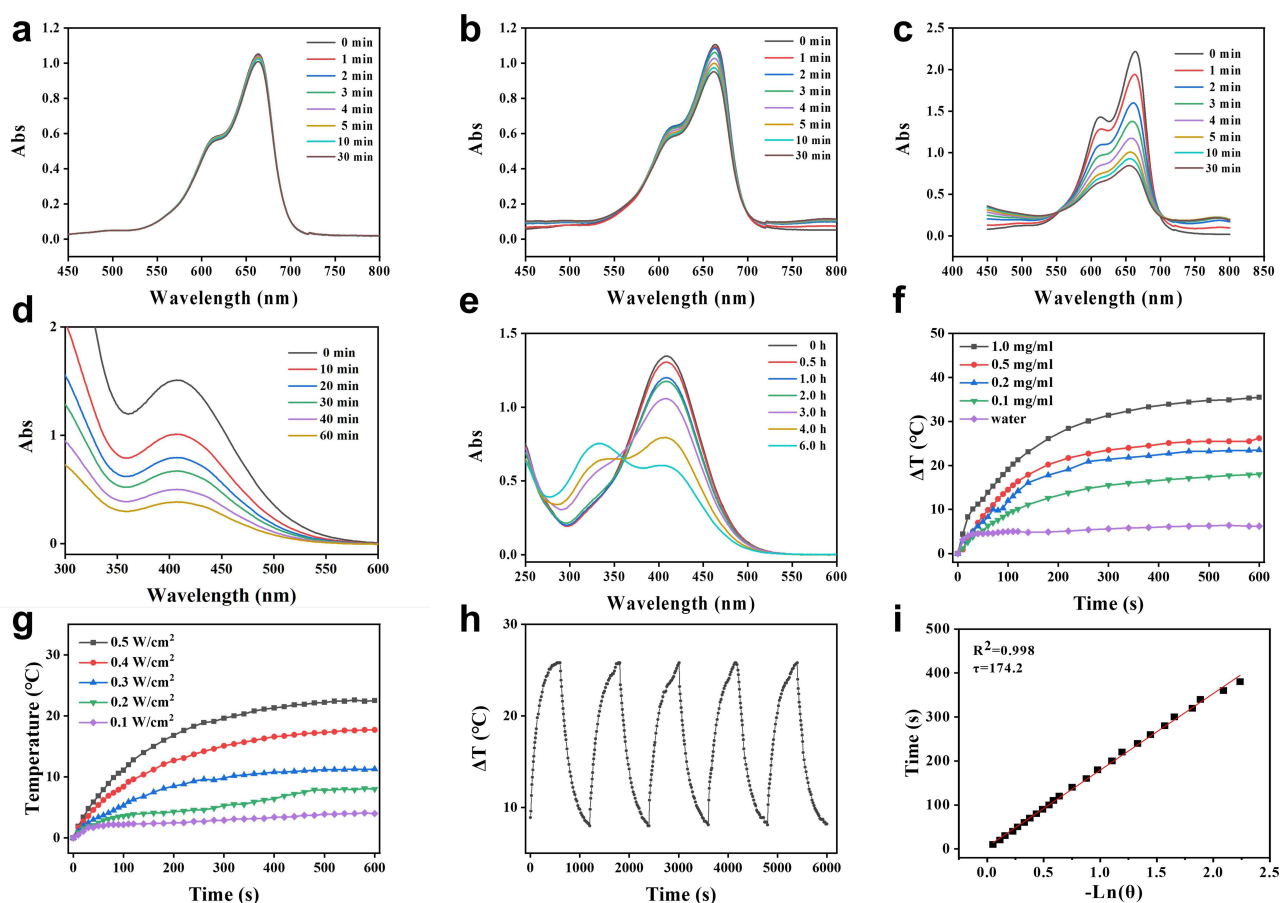 a
1.2
1.0
0.8
0.6
0.4
0.2
0.0
Abs
450 500 550 600 650 700 750 800
Wavelength (nm)
0 min
1 min
2 min
3 min
4 min
5 min
10 min
30 min
b
1.2
1.0
0.8
0.6
0.4
0.2
0.0
Abs
450 500 550 600 650 700 750 800
Wavelength (nm)
0 min
1 min
2 min
3 min
4 min
5 min
10 min
30 min
c
2.5
2.0
1.5
1.0
0.5
0.0
Abs
400 450 500 550 600 650 700 750 800 850
Wavelength (nm)
0 min
1 min
2 min
3 min
4 min
5 min
10 min
30 min
d
2
1
0
Abs
300 350 400 450 500 550 600
Wavelength (nm)
0 min
10 min
20 min
30 min
40 min
60 min
e
1.5
1.0
0.5
0.0
Abs
250 300 350 400 450 500 550 600
Wavelength (nm)
0 h
0.5 h
1.0 h
2.0 h
3.0 h
4.0 h
6.0 h
f
50
40
30
20
10
0
ΔT (°C)
0 100 200 300 400 500 600
Time (s)
1.0 mg/ml
0.5 mg/ml
0.2 mg/ml
0.1 mg/ml
water
g
30
20
10
0
Temperature (°C)
0 100 200 300 400 500 600
Time (s)
0.5 W/cm²
0.4 W/cm²
0.3 W/cm²
0.2 W/cm²
0.1 W/cm²
h
30
20
10
ΔT (°C)
0 2000 4000 6000
Time (s)
i
500
400
300
200
100
0
Time (s)
0.0 0.5 1.0 1.5 2.0 2.5
-Ln(θ)
R²=0.998
τ=174.2